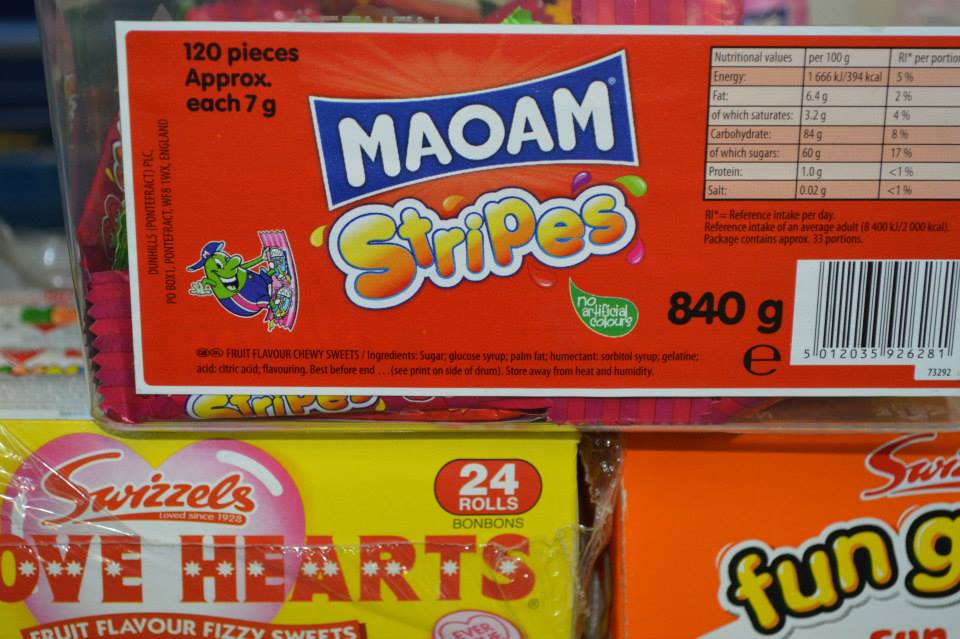 120 pieces
Approx.
each 7 g
DUNHILLS (PONTEFRACT) PLC,
PO BOX1, PONTEFRACT, WF8 1WX, ENGLAND
MAOAM®
Stripes
no
artificial
colours
840 g
e
Nutritional values per 100 g RI* per portion
Energy: 1 666 kJ/394 kcal 5 %
Fat: 6.4 g 2 %
of which saturates: 3.2 g 4 %
Carbohydrate: 84 g 8 %
of which sugars: 60 g 17 %
Protein: 1.0 g <1 %
Salt: 0.02 g <1 %
RI*= Reference intake per day.
Reference intake of an average adult (8 400 kJ/2 000 kcal).
Package contains approx. 33 portions.
FRUIT FLAVOUR CHEWY SWEETS / Ingredients: Sugar; glucose syrup; palm fat; humectant: sorbitol syrup; gelatine;
acid: citric acid; flavouring. Best before end ...(see print on side of drum). Store away from heat and humidity.
5 012035 926281
73292
Stripes
Swizzels
loved since 1928
24
ROLLS
BONBONS
OVE HEARTS®
FRUIT FLAVOUR FIZZY SWEETS
EVER
Swi
fun g